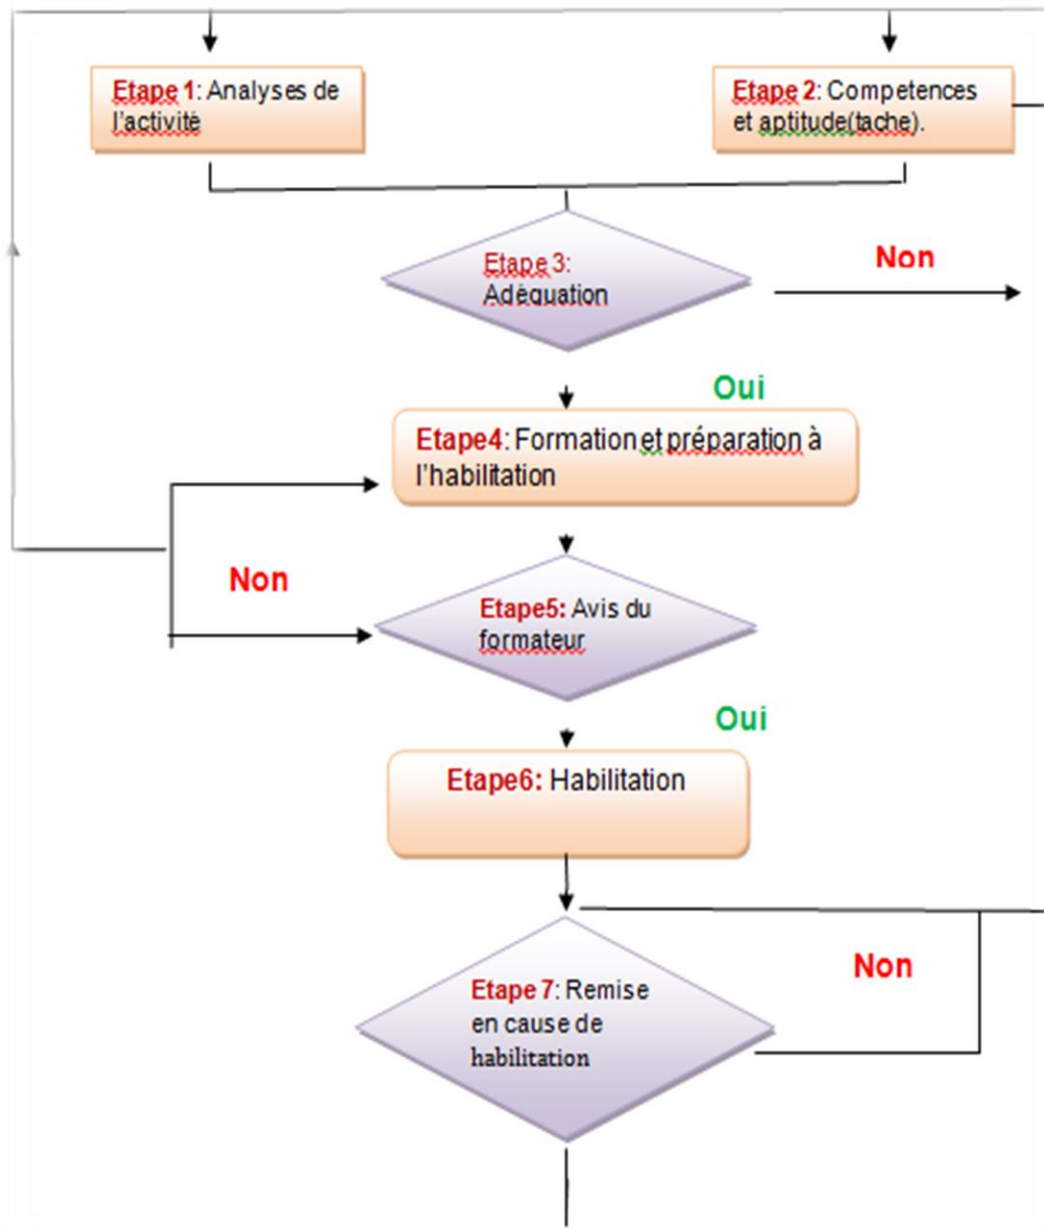 Etape 1: Analyses de
l'activité
Etape 2: Competences
et aptitude(tache).
Etape 3:
Adéquation
Non
Oui
Etape4: Formation et préparation à
l'habilitation
Non
Etape5: Avis du
formateur
Oui
Etape6: Habilitation
Non
Etape 7: Remise
en cause de
habilitation